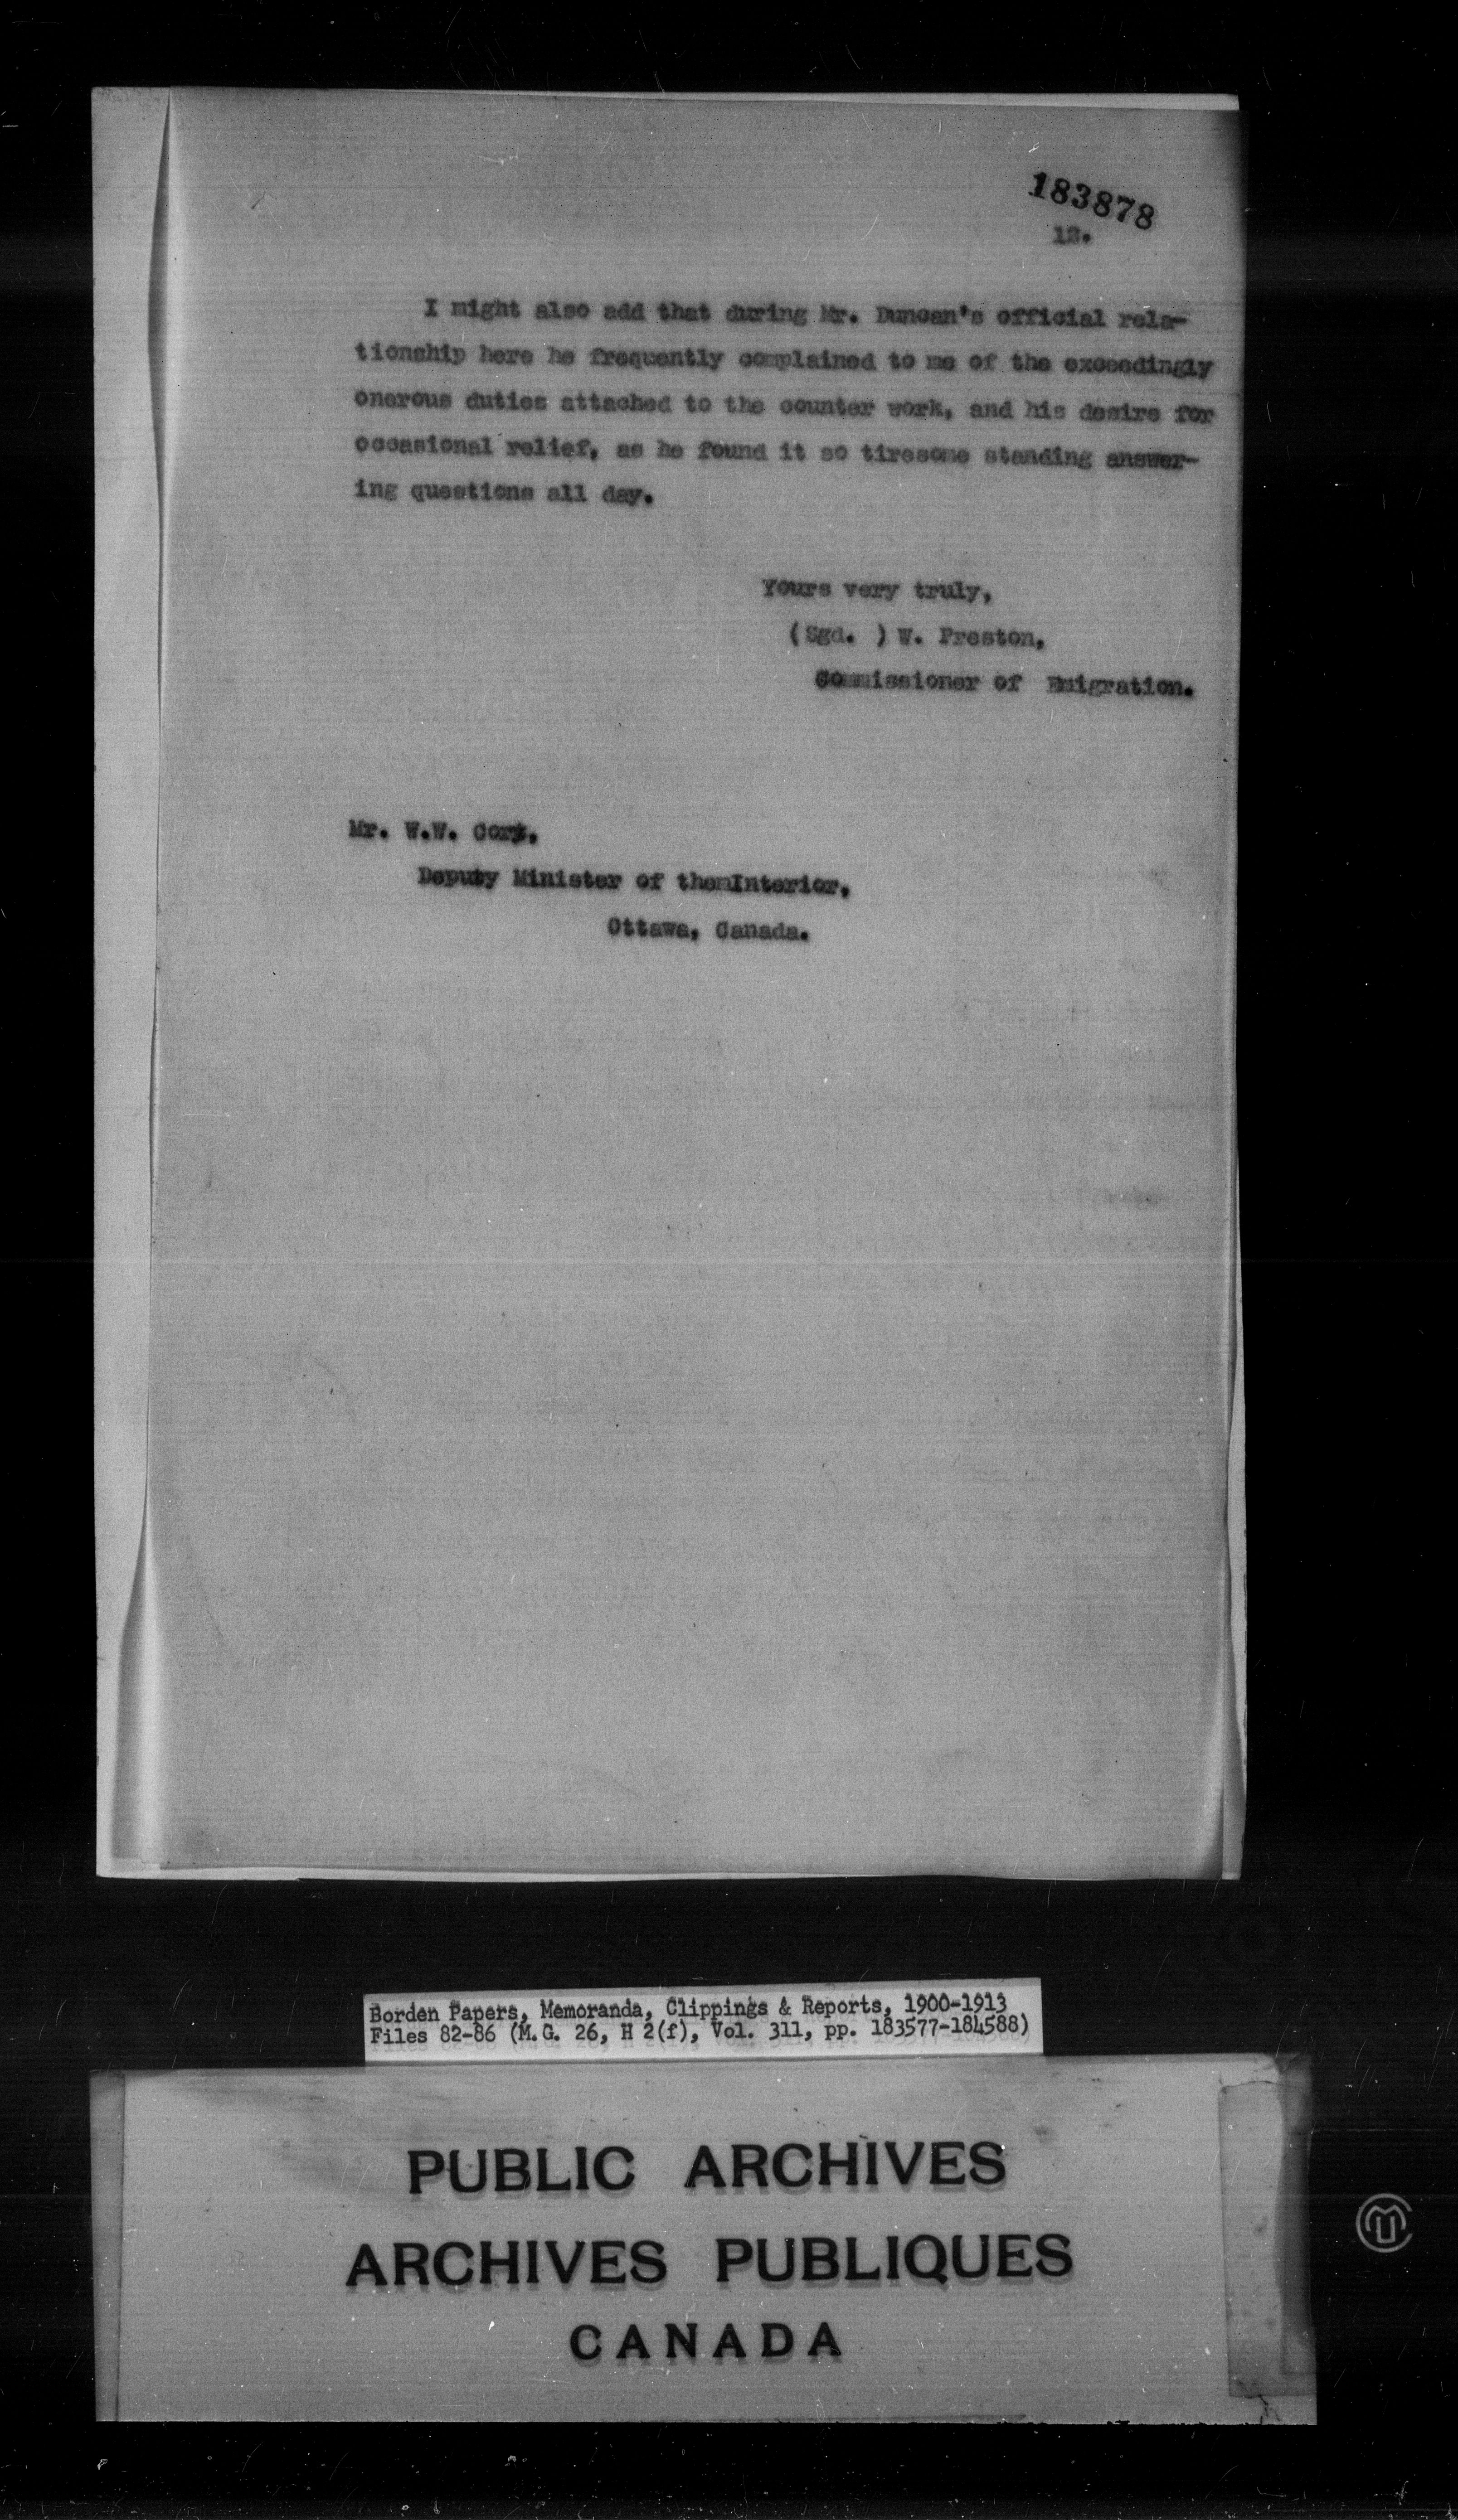 183878
12.
I might also add that during Mr. Duncan's official rela-
tionship here he frequently complained to me of the exceedingly
onerous duties attached to the counter work, and his desire for
occasional relief, as he found it so tiresome standing answer-
ing questions all day.
Yours very truly,
(Sgd. ) W. Preston,
Commissioner of Emigration.
Mr. W.W. Cory,
Deputy Minister of the Interior,
Ottawa, Canada.
Borden Papers, Memoranda, Clippings & Reports, 1900-1913
Files 82-86 (M.G. 26, H 2(f), Vol. 311, pp. 183577-184588)
PUBLIC ARCHIVES
ARCHIVES PUBLIQUES
CANADA